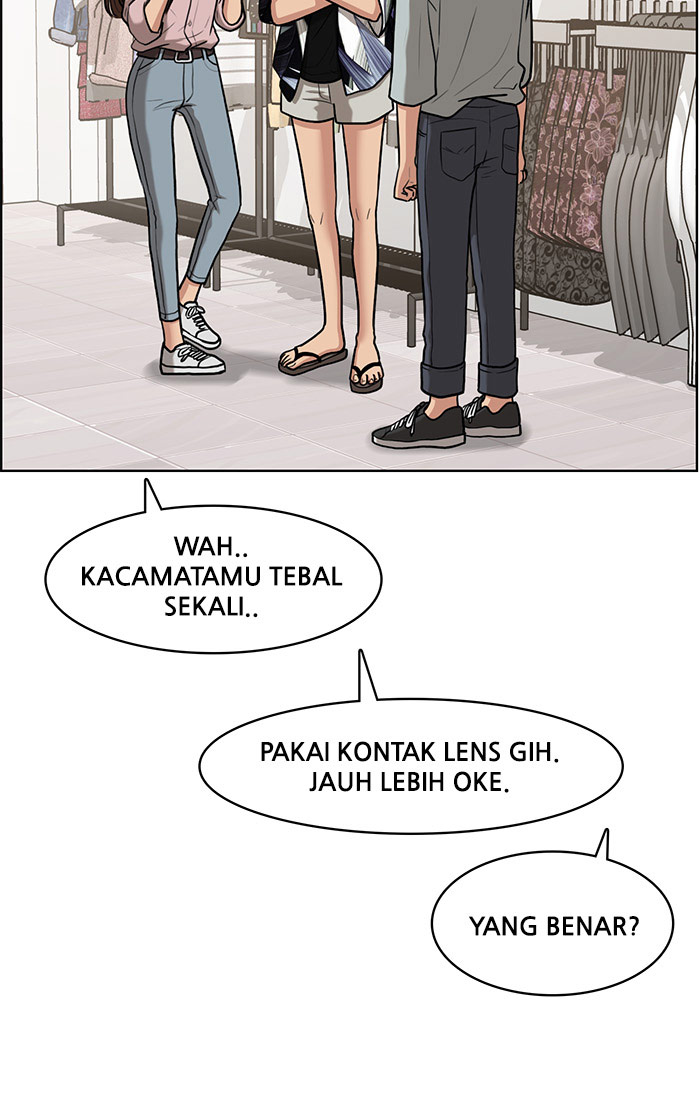 WAH..
KACAMATAMU TEBAL
SEKALI..
PAKAI KONTAK LENS GIH.
JAUH LEBIH OKE.
YANG BENAR?